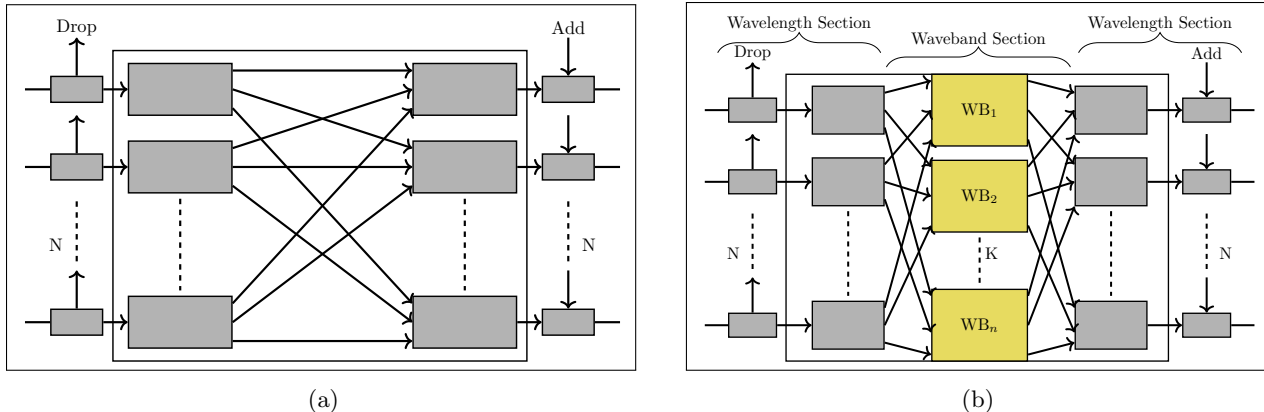 Drop
Add
N
N
(a)
Wavelength Section
Wavelength Section
Waveband Section
Drop
Add
WB₁
WB₂
N
K
N
WBₙ
(b)